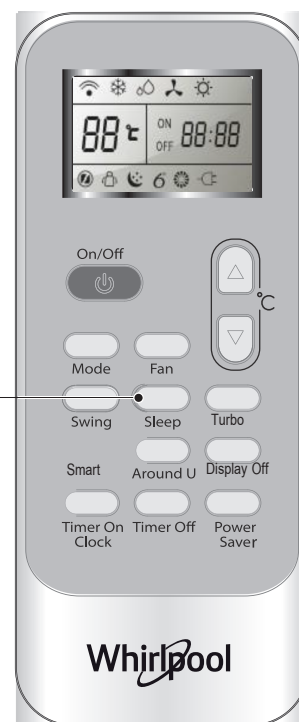 88 ℃ ON OFF 88:88
6
On/Off
℃
Mode Fan
Swing Sleep Turbo
Smart Around U Display Off
Timer On Clock Timer Off Power Saver
Whirlpool